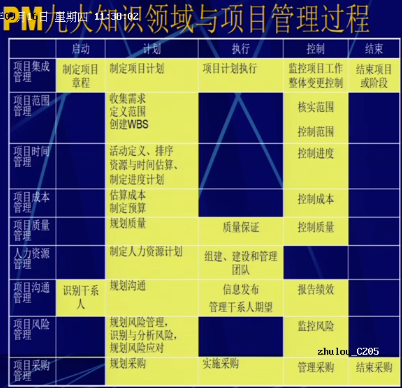 PM九大知识领域与项目管理过程
星期四 11:38:02
启动 计划 执行 控制 结束
项目集成 制定项目 制定项目计划 项目计划执行 监控项目工作 结束项目
管理 章程 整体变更控制 或阶段
项目范围 收集需求 核实范围
管理 定义范围
创建WBS 控制范围
项目时间 活动定义、排序 控制进度
管理 资源与时间估算、
制定进度计划
项目成本 估算成本 控制成本
管理 制定预算
项目质量 规划质量 质量保证 控制质量
管理
人力资源 制定人力资源计划 组建、建设和管理
管理 团队
项目沟通 识别干系 规划沟通 信息发布 报告绩效
管理 人 管理干系人期望
项目风险 规划风险管理, 监控风险
管理 识别与分析风险,
规划风险应对
zhulou_C205
项目采购 规划采购 实施采购 管理采购 结束采购
管理